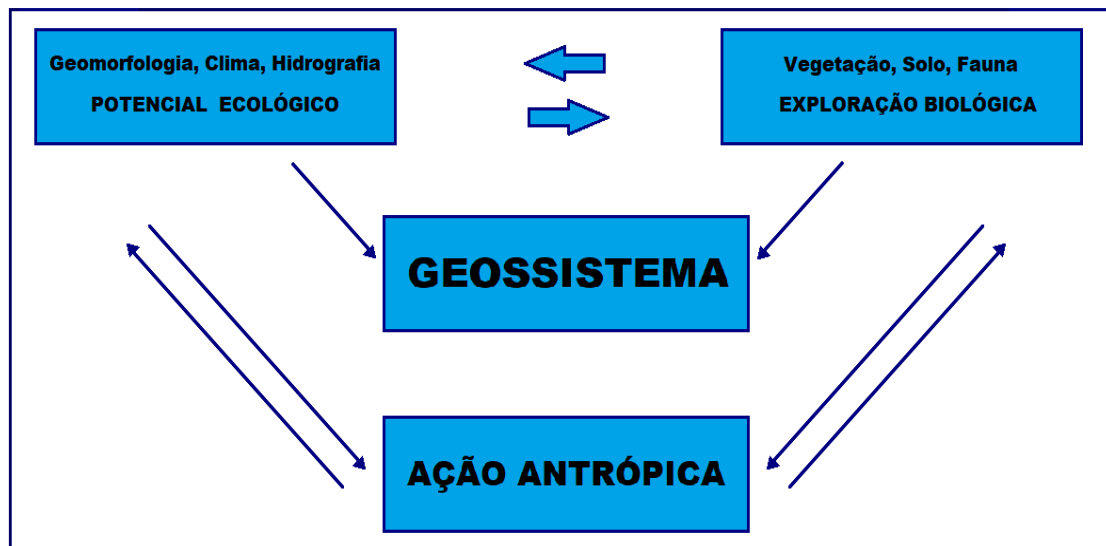 Geomorfologia, Clima, Hidrografia
POTENCIAL ECOLÓGICO
Vegetação, Solo, Fauna
EXPLORAÇÃO BIOLÓGICA
GEOSSISTEMA
AÇÃO ANTRÓPICA